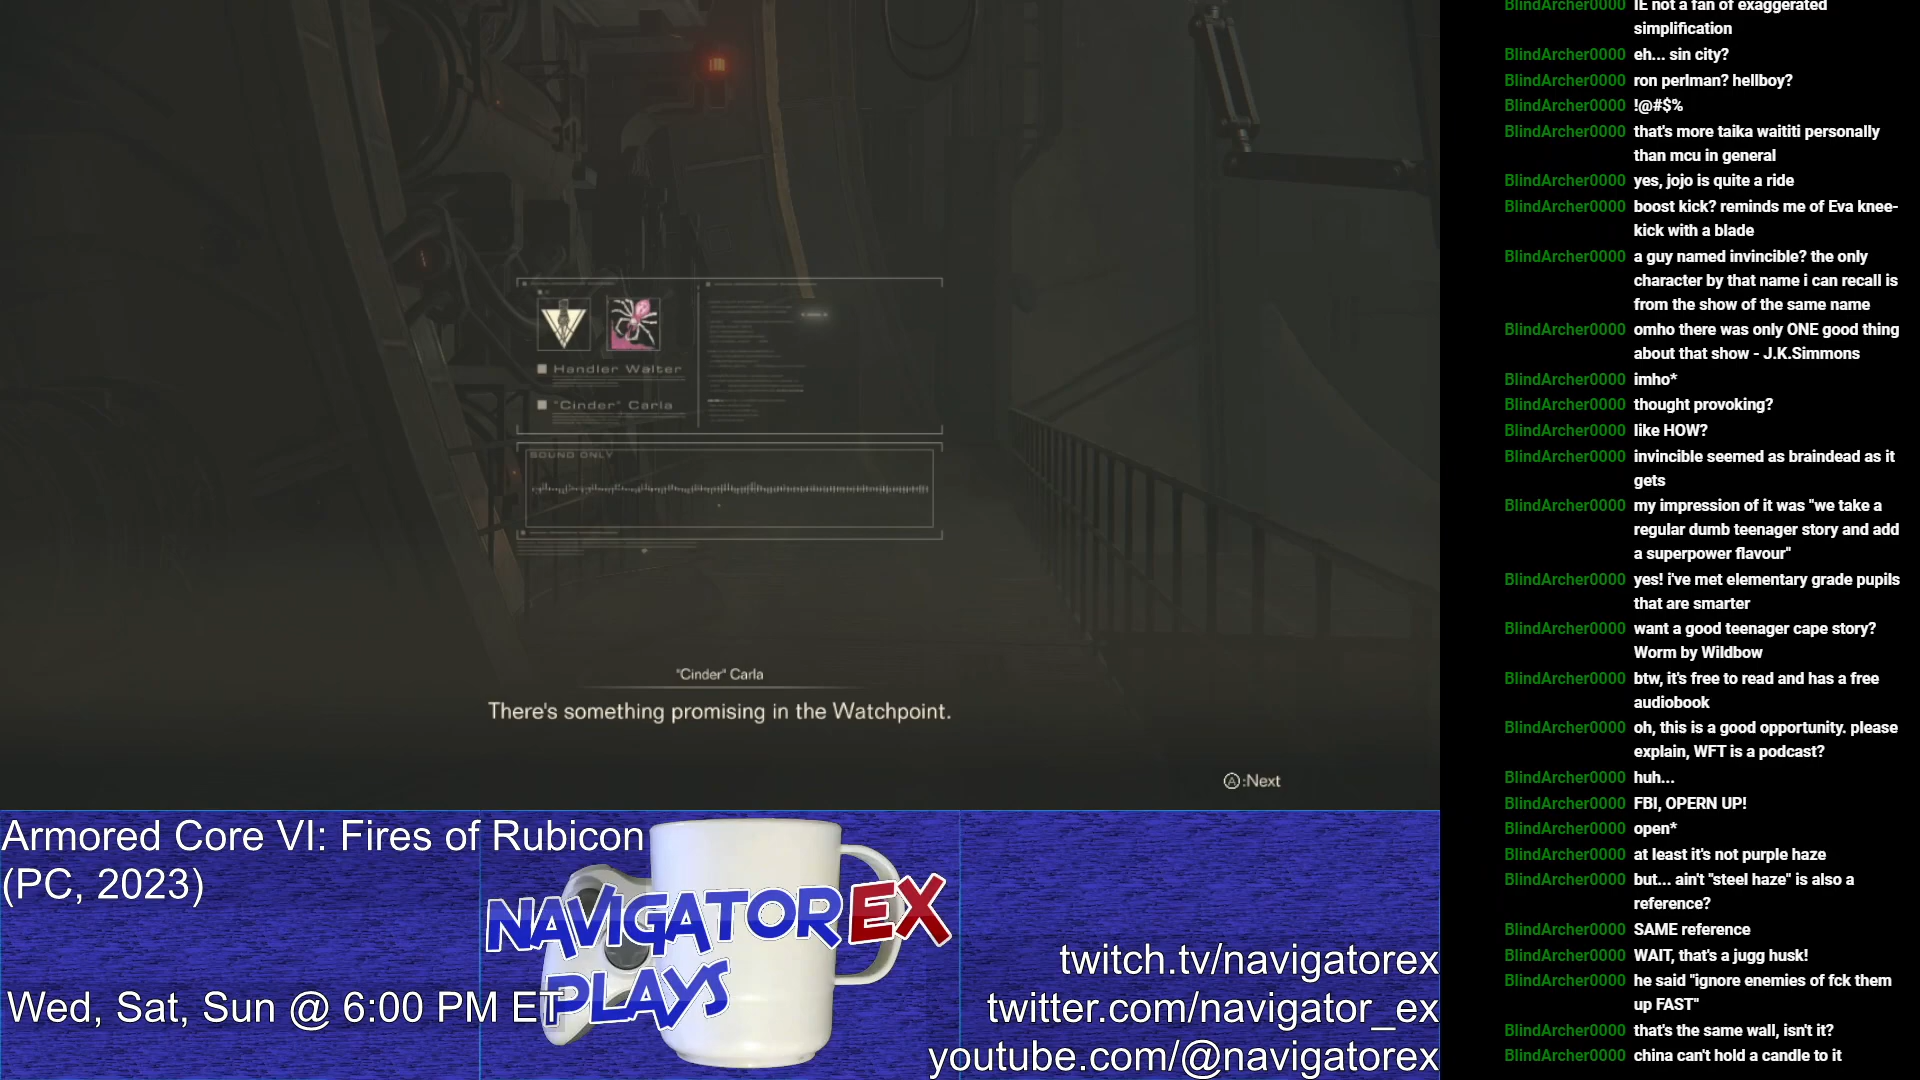 Handler Walter
"Cinder" Carla
SOUND ONLY
"Cinder" Carla
There's something promising in the Watchpoint.
A:Next
Armored Core VI: Fires of Rubicon
(PC, 2023)
Wed, Sat, Sun @ 6:00 PM ET
NAVIGATOREX
PLAYS
twitch.tv/navigatorex
twitter.com/navigator_ex
youtube.com/@navigatorex
BlindArcher0000 IE not a fan of exaggerated
simplification
BlindArcher0000 eh... sin city?
BlindArcher0000 ron perlman? hellboy?
BlindArcher0000 !@#$%
BlindArcher0000 that's more taika waititi personally
than mcu in general
BlindArcher0000 yes, jojo is quite a ride
BlindArcher0000 boost kick? reminds me of Eva knee-
kick with a blade
BlindArcher0000 a guy named invincible? the only
character by that name i can recall is
from the show of the same name
BlindArcher0000 omho there was only ONE good thing
about that show - J.K.Simmons
BlindArcher0000 imho*
BlindArcher0000 thought provoking?
BlindArcher0000 like HOW?
BlindArcher0000 invincible seemed as braindead as it
gets
BlindArcher0000 my impression of it was "we take a
regular dumb teenager story and add
a superpower flavour"
BlindArcher0000 yes! i've met elementary grade pupils
that are smarter
BlindArcher0000 want a good teenager cape story?
Worm by Wildbow
BlindArcher0000 btw, it's free to read and has a free
audiobook
BlindArcher0000 oh, this is a good opportunity. please
explain, WFT is a podcast?
BlindArcher0000 huh...
BlindArcher0000 FBI, OPERN UP!
BlindArcher0000 open*
BlindArcher0000 at least it's not purple haze
BlindArcher0000 but... ain't "steel haze" is also a
reference?
BlindArcher0000 SAME reference
BlindArcher0000 WAIT, that's a jugg husk!
BlindArcher0000 he said "ignore enemies of fck them
up FAST"
BlindArcher0000 that's the same wall, isn't it?
BlindArcher0000 china can't hold a candle to it